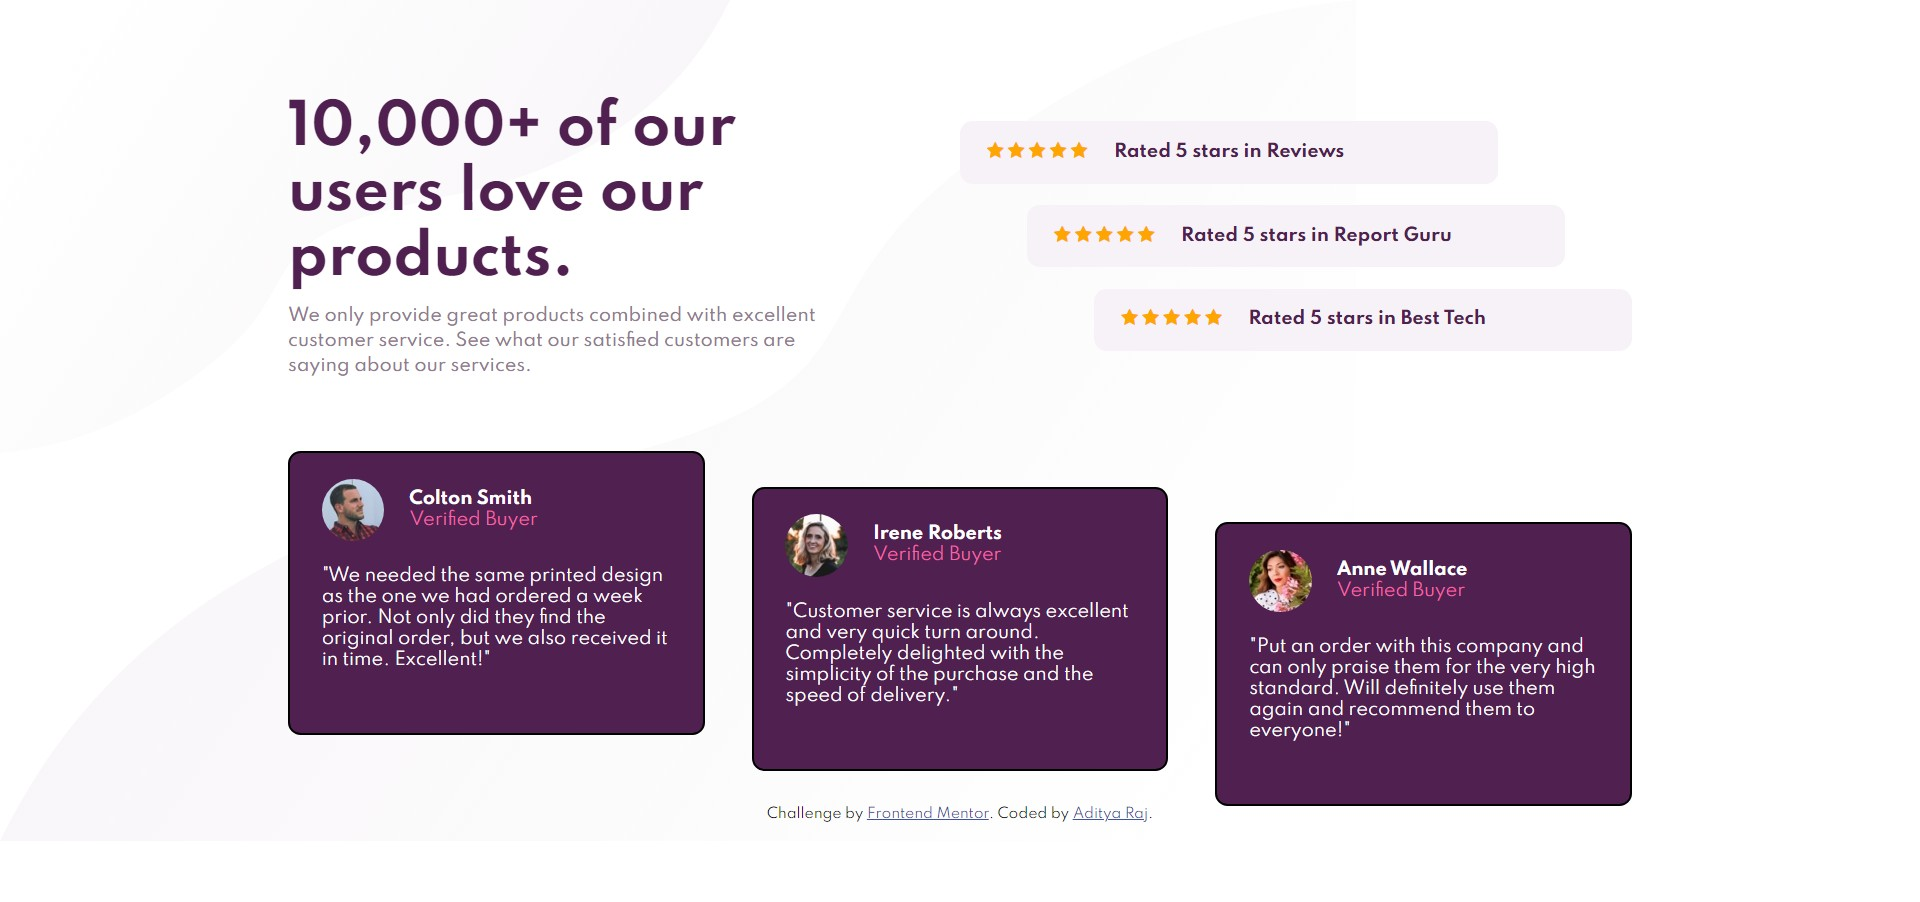 10,000+ of our
users love our
products.
We only provide great products combined with excellent
customer service. See what our satisfied customers are
saying about our services.
Rated 5 stars in Reviews
Rated 5 stars in Report Guru
Rated 5 stars in Best Tech
Colton Smith
Verified Buyer
"We needed the same printed design
as the one we had ordered a week
prior. Not only did they find the
original order, but we also received it
in time. Excellent!"
Irene Roberts
Verified Buyer
"Customer service is always excellent
and very quick turn around.
Completely delighted with the
simplicity of the purchase and the
speed of delivery."
Anne Wallace
Verified Buyer
"Put an order with this company and
can only praise them for the very high
standard. Will definitely use them
again and recommend them to
everyone!"
Challenge by Frontend Mentor. Coded by Aditya Raj.